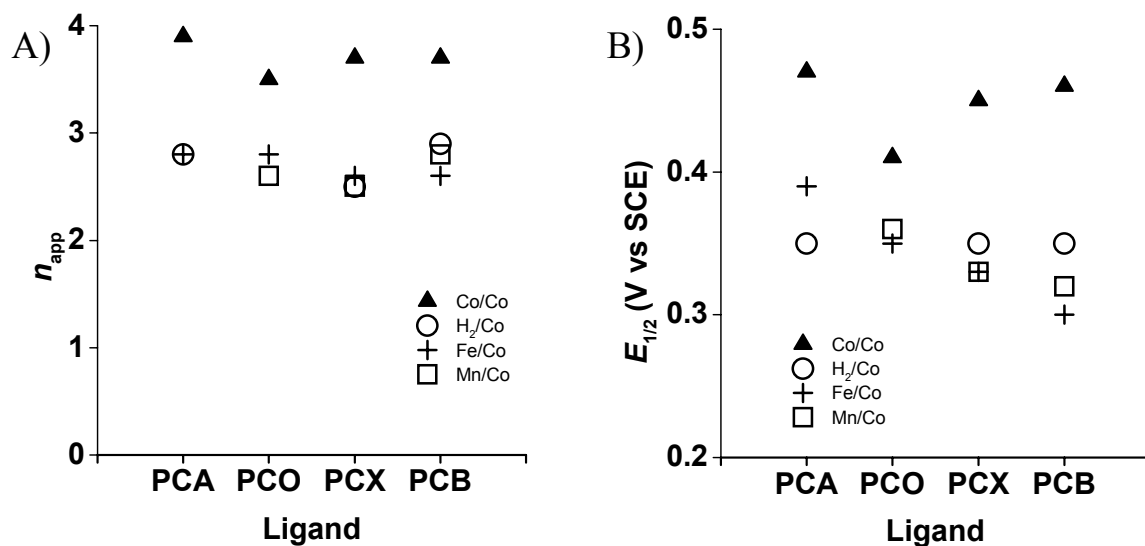 A)
4
3
2
1
0
n_app
Co/Co
H₂/Co
Fe/Co
Mn/Co
PCA PCO PCX PCB
Ligand
B)
0.5
0.4
0.3
0.2
E_1/2 (V vs SCE)
Co/Co
H₂/Co
Fe/Co
Mn/Co
PCA PCO PCX PCB
Ligand